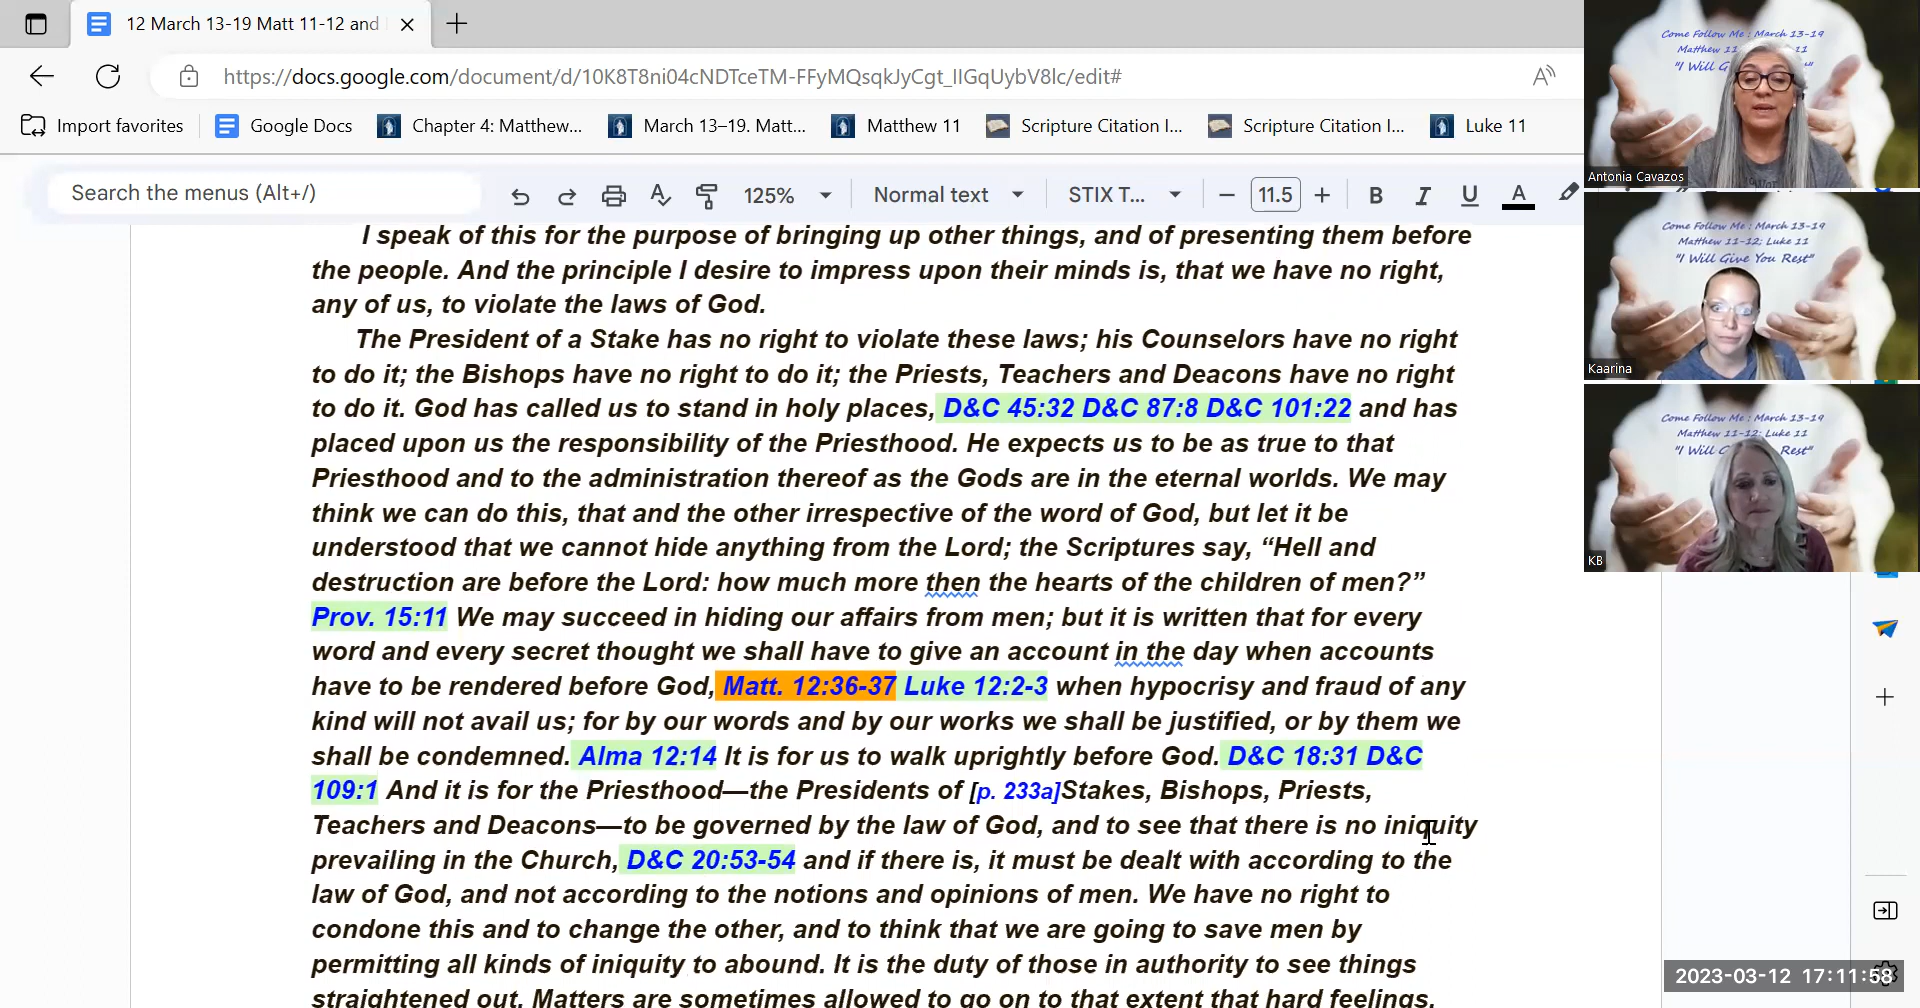 12 March 13-19 Matt 11-12 and
https://docs.google.com/document/d/10K8T8ni04cNDTceTM-FFyMQsqkJyCgt_IIGqUybV8lc/edit#
Import favorites
Google Docs
Chapter 4: Matthew...
March 13–19. Matt...
Matthew 11
Scripture Citation I...
Scripture Citation I...
Luke 11
Search the menus (Alt+/)
125%
Normal text
STIX T...
11.5
B I U A
I speak of this for the purpose of bringing up other things, and of presenting them before
the people. And the principle I desire to impress upon their minds is, that we have no right,
any of us, to violate the laws of God.
The President of a Stake has no right to violate these laws; his Counselors have no right
to do it; the Bishops have no right to do it; the Priests, Teachers and Deacons have no right
to do it. God has called us to stand in holy places, D&C 45:32 D&C 87:8 D&C 101:22 and has
placed upon us the responsibility of the Priesthood. He expects us to be as true to that
Priesthood and to the administration thereof as the Gods are in the eternal worlds. We may
think we can do this, that and the other irrespective of the word of God, but let it be
understood that we cannot hide anything from the Lord; the Scriptures say, “Hell and
destruction are before the Lord: how much more then the hearts of the children of men?”
Prov. 15:11 We may succeed in hiding our affairs from men; but it is written that for every
word and every secret thought we shall have to give an account in the day when accounts
have to be rendered before God, Matt. 12:36-37 Luke 12:2-3 when hypocrisy and fraud of any
kind will not avail us; for by our words and by our works we shall be justified, or by them we
shall be condemned. Alma 12:14 It is for us to walk uprightly before God. D&C 18:31 D&C
109:1 And it is for the Priesthood—the Presidents of [p. 233a]Stakes, Bishops, Priests,
Teachers and Deacons—to be governed by the law of God, and to see that there is no iniquity
prevailing in the Church, D&C 20:53-54 and if there is, it must be dealt with according to the
law of God, and not according to the notions and opinions of men. We have no right to
condone this and to change the other, and to think that we are going to save men by
permitting all kinds of iniquity to abound. It is the duty of those in authority to see things
straightened out. Matters are sometimes allowed to go on to that extent that hard feelings,
Come Follow Me : March 13-19
Matthew 11
"I Will G
Antonia Cavazos
Come Follow Me : March 13-19
Matthew 11-12; Luke 11
"I Will Give You Rest"
Kaarina
Come Follow Me : March 13-19
Matthew 11-12; Luke 11
"I Will Rest"
KB
2023-03-12 17:11:58